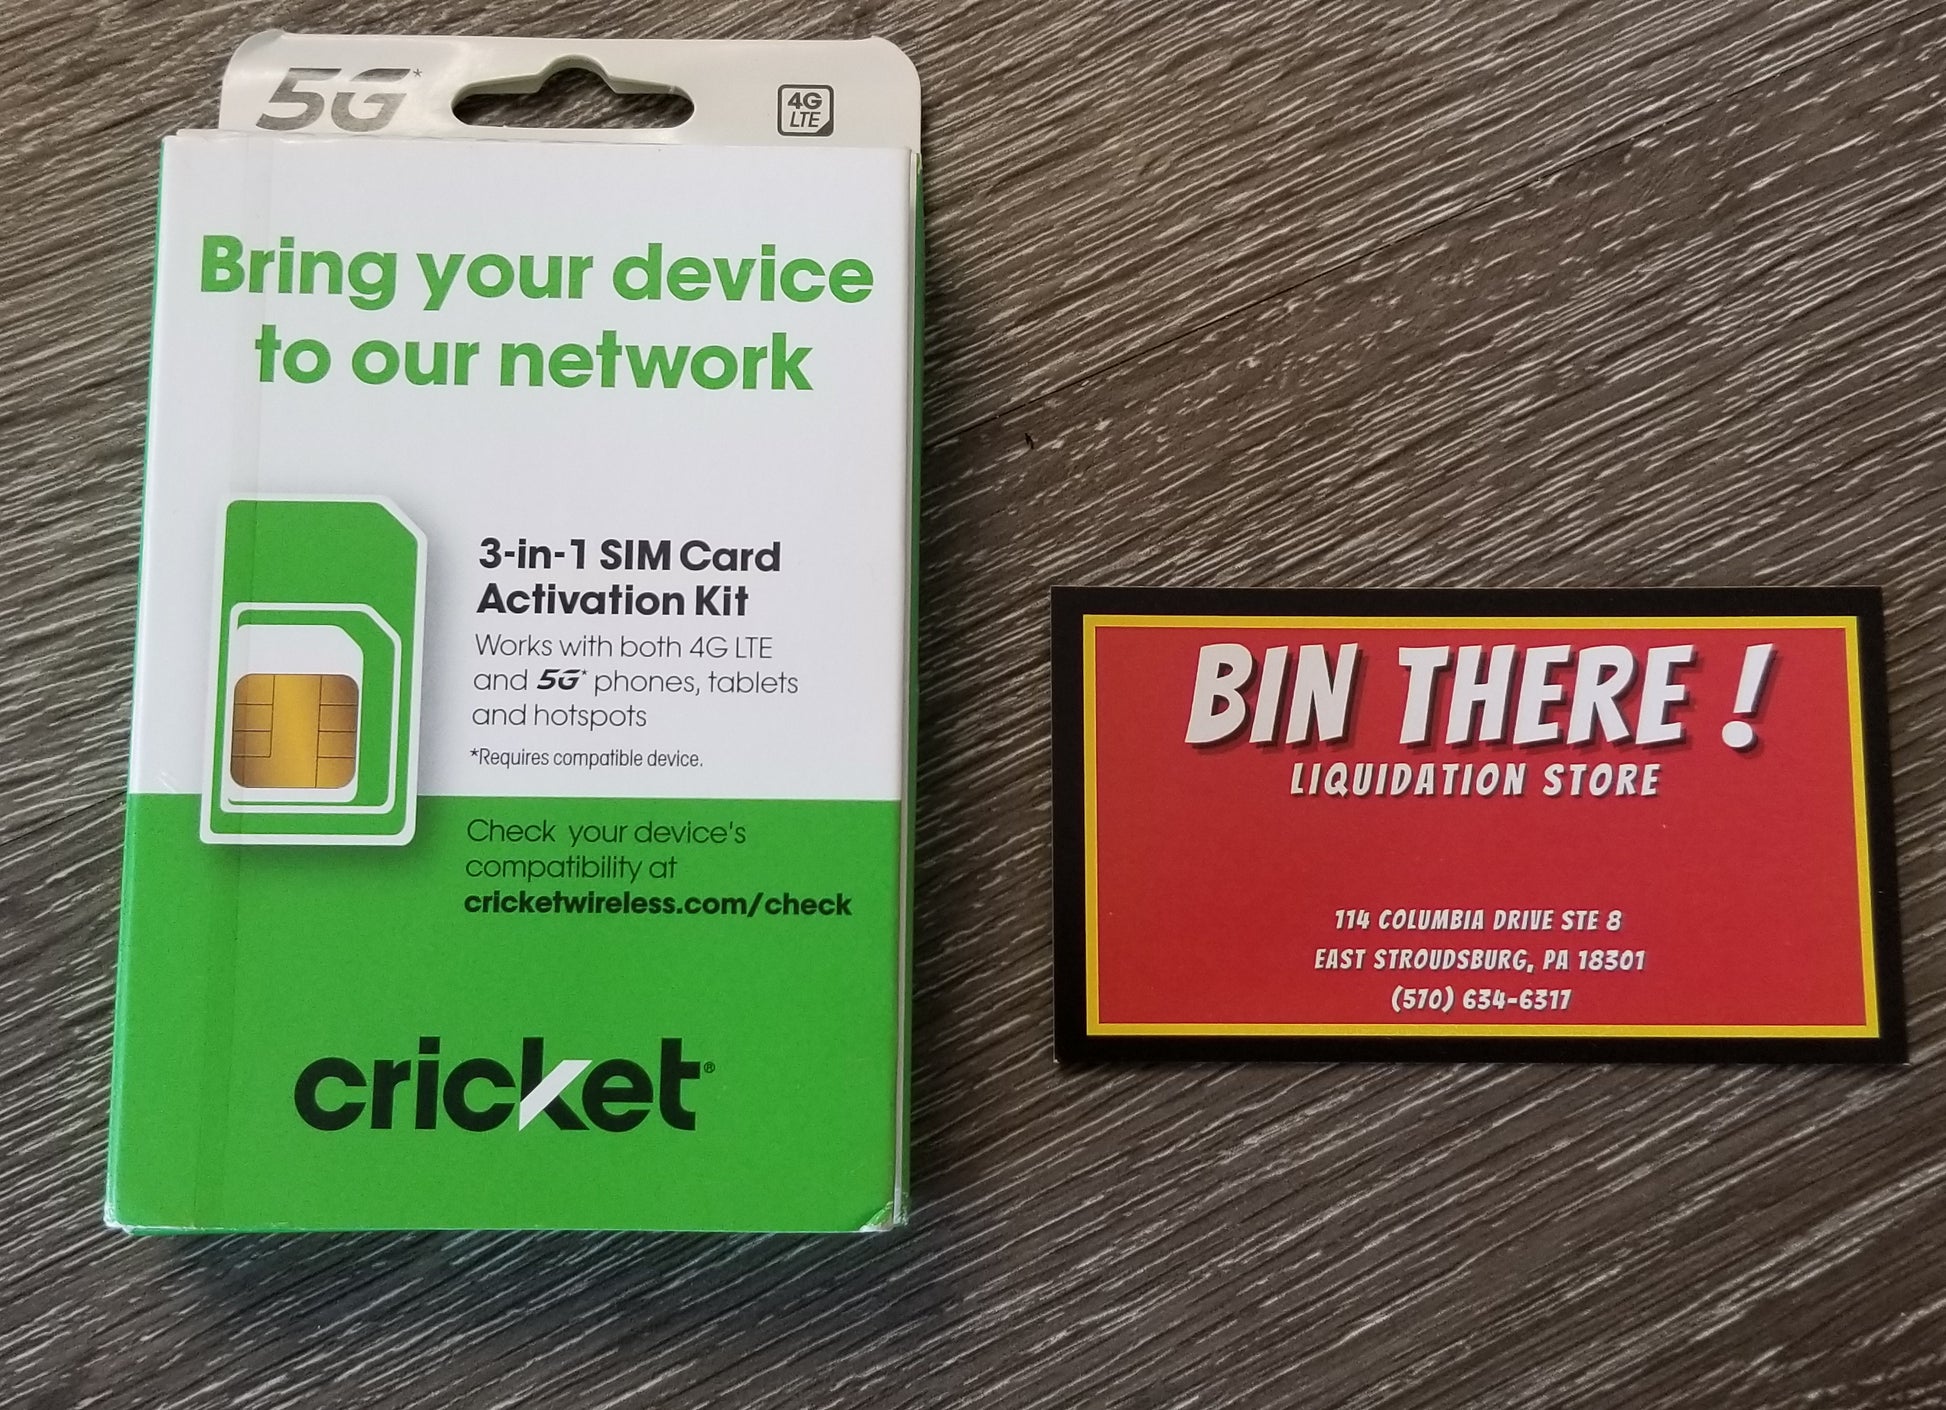 5G*
4G
LTE
Bring your device
to our network
3-in-1 SIM Card
Activation Kit
Works with both 4G LTE
and 5G* phones, tablets
and hotspots
*Requires compatible device.
Check your device's
compatibility at
cricketwireless.com/check
cricket®
BIN THERE !
LIQUIDATION STORE
114 COLUMBIA DRIVE STE 8
EAST STROUDSBURG, PA 18301
(570) 634-6317